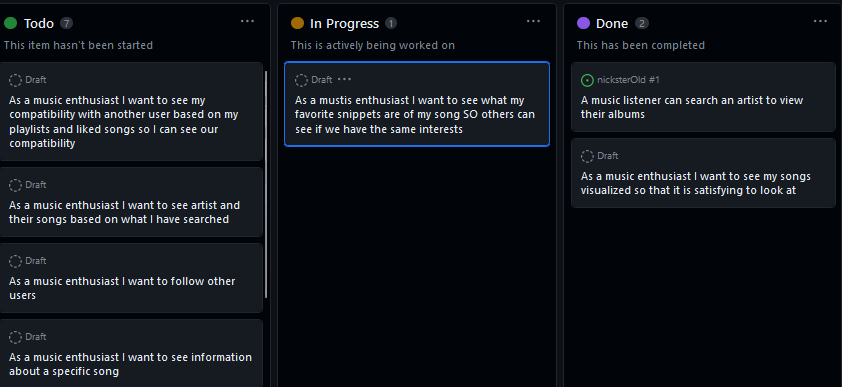 Todo 7 ...
This item hasn't been started
Draft
As a music enthusiast I want to see my
compatibility with another user based on my
playlists and liked songs so I can see our
compatibility
Draft
As a music enthusiast I want to see artist and
their songs based on what I have searched
Draft
As a music enthusiast I want to follow other
users
Draft
As a music enthusiast I want to see information
about a specific song
In Progress 1 ...
This is actively being worked on
Draft ...
As a mustis enthusiast I want to see what my
favorite snippets are of my song SO others can
see if we have the same interests
Done 2 ...
This has been completed
nicksterOld #1
A music listener can search an artist to view
their albums
Draft
As a music enthusiast I want to see my songs
visualized so that it is satisfying to look at